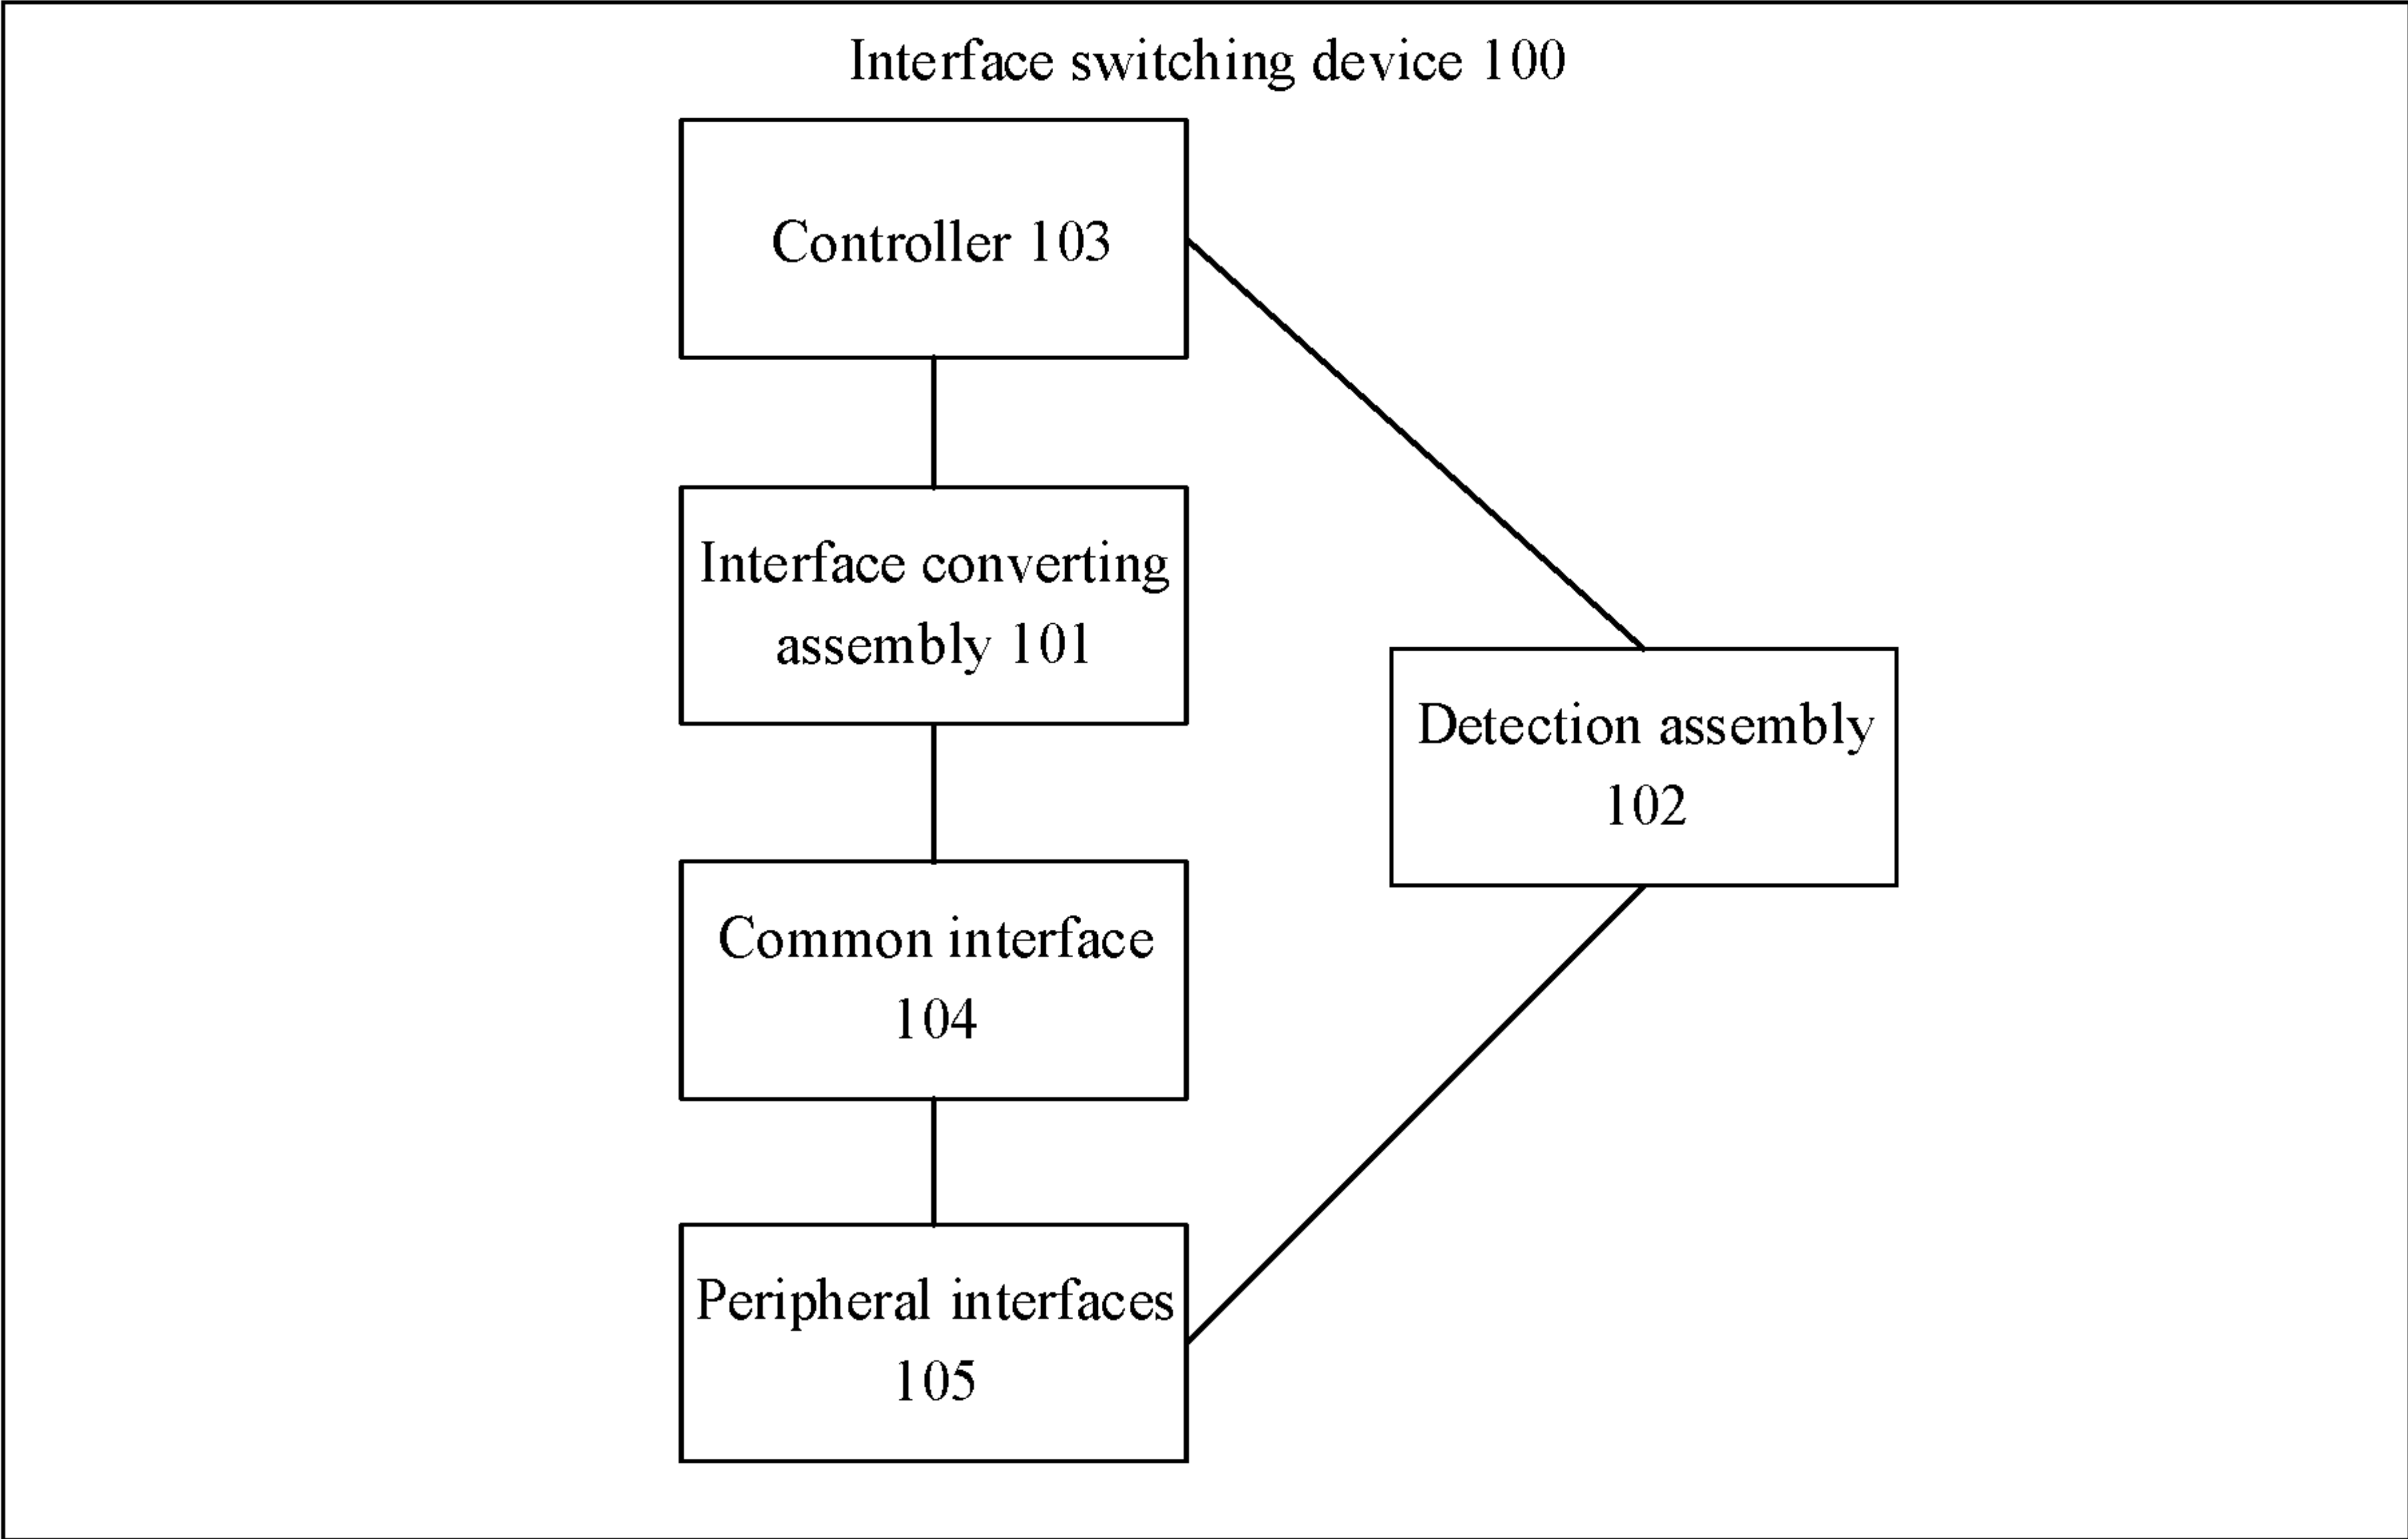 Interface switching device 100
Controller 103
Interface converting
assembly 101
Detection assembly
102
Common interface
104
Peripheral interfaces
105